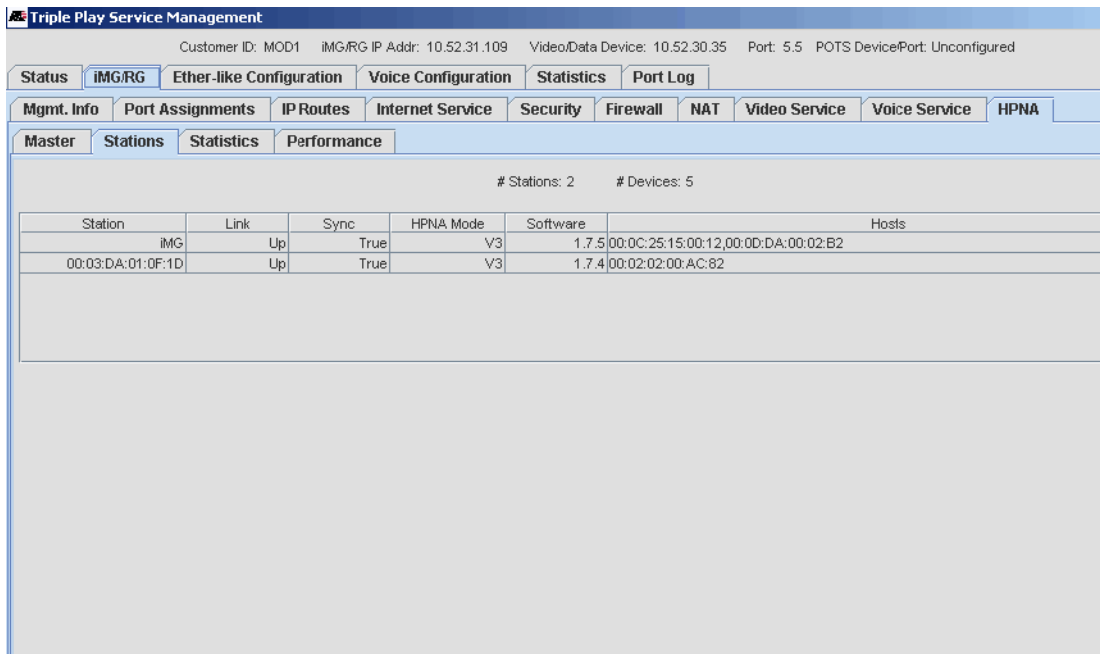 Triple Play Service Management
Customer ID: MOD1 iMG/RG IP Addr: 10.52.31.109 Video/Data Device: 10.52.30.35 Port: 5.5 POTS Device/Port: Unconfigured
Status iMG/RG Ether-like Configuration Voice Configuration Statistics Port Log
Mgmt. Info Port Assignments IP Routes Internet Service Security Firewall NAT Video Service Voice Service HPNA
Master Stations Statistics Performance
# Stations: 2 # Devices: 5
Station Link Sync HPNA Mode Software Hosts
iMG Up True V3 1.7.5 00:0C:25:15:00:12,00:0D:DA:00:02:B2
00:03:DA:01:0F:1D Up True V3 1.7.4 00:02:02:00:AC:82